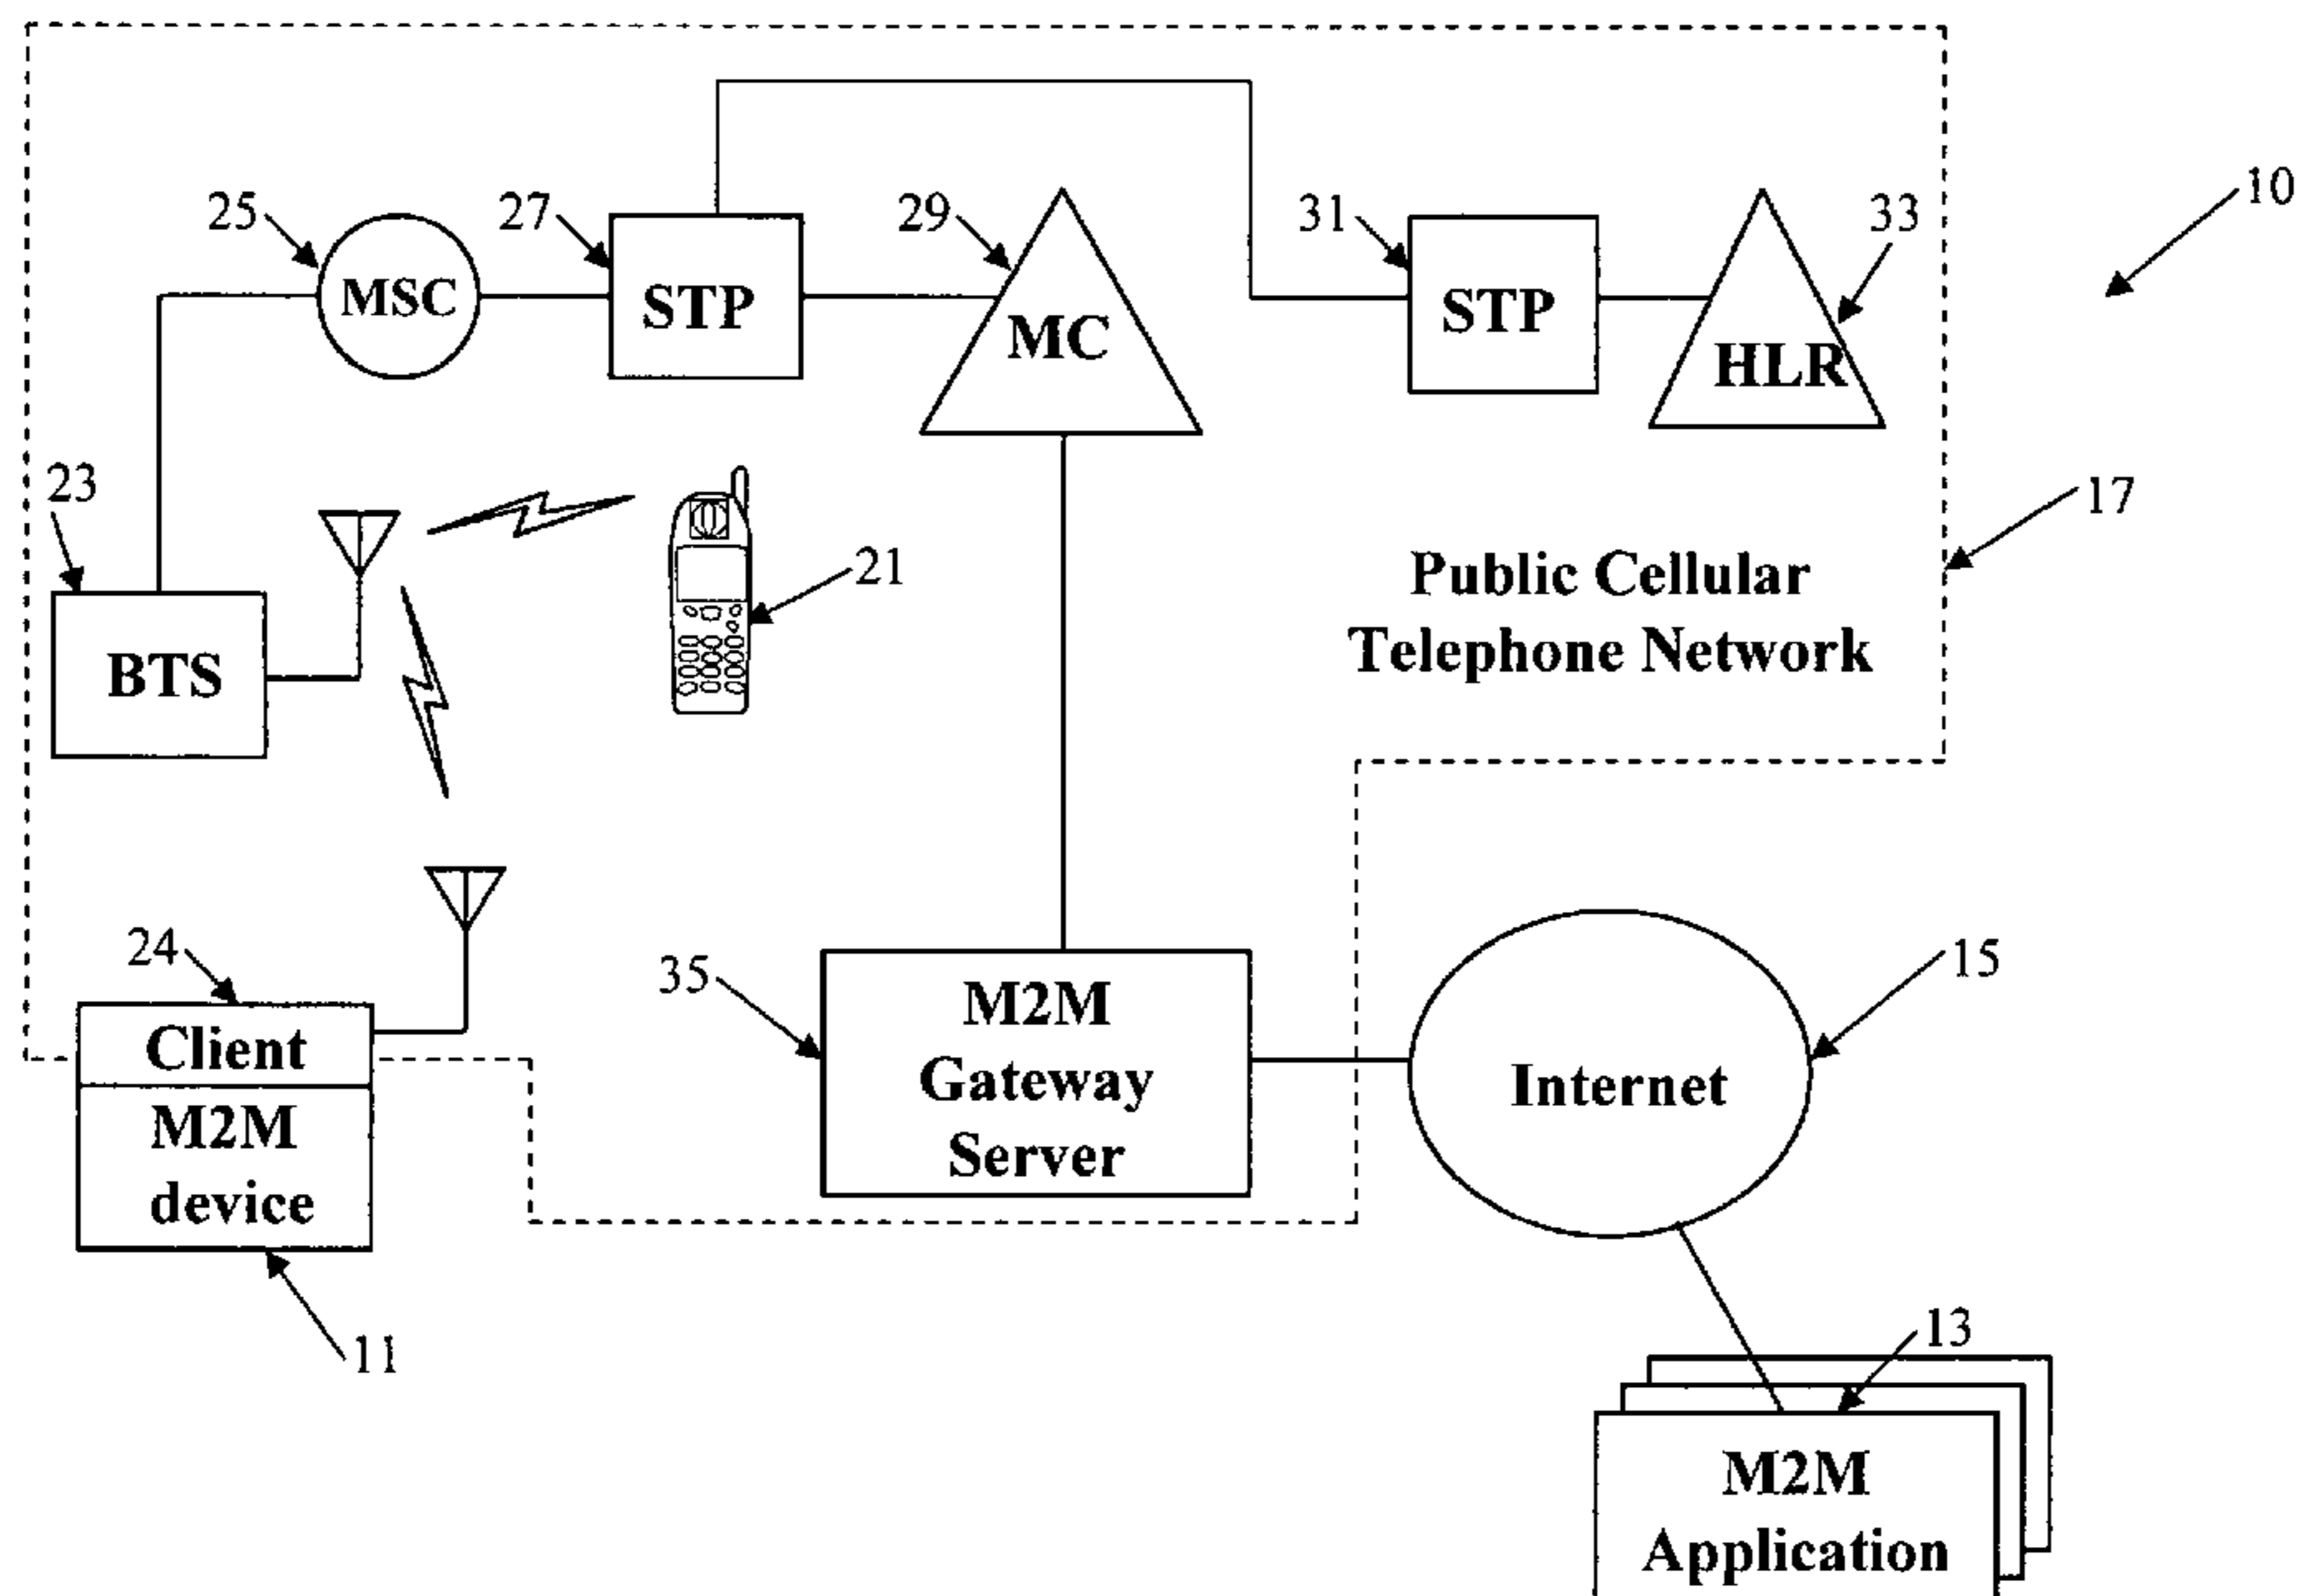 10
25
27
29
31
33
MSC
STP
MC
STP
HLR
23
21
17
BTS
Public Cellular
Telephone Network
24
35
15
Client
M2M
device
M2M
Gateway
Server
Internet
11
13
M2M
Application